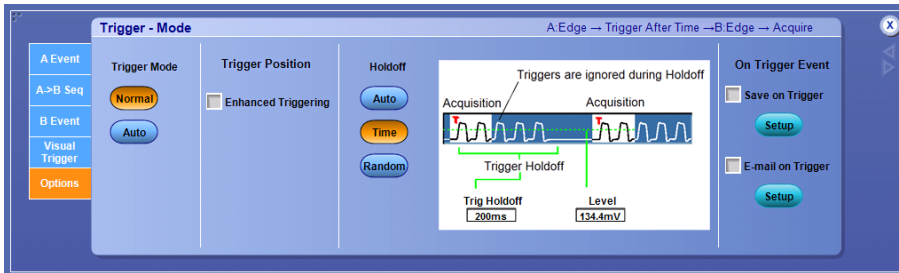 Trigger - Mode
A:Edge → Trigger After Time →B:Edge → Acquire
X
A Event
A->B Seq
B Event
Visual
Trigger
Options
Trigger Mode
Normal
Auto
Trigger Position
Enhanced Triggering
Holdoff
Auto
Time
Random
Triggers are ignored during Holdoff
Acquisition
Acquisition
T
T
Trigger Holdoff
Trig Holdoff
200ms
Level
134.4mV
On Trigger Event
Save on Trigger
Setup
E-mail on Trigger
Setup